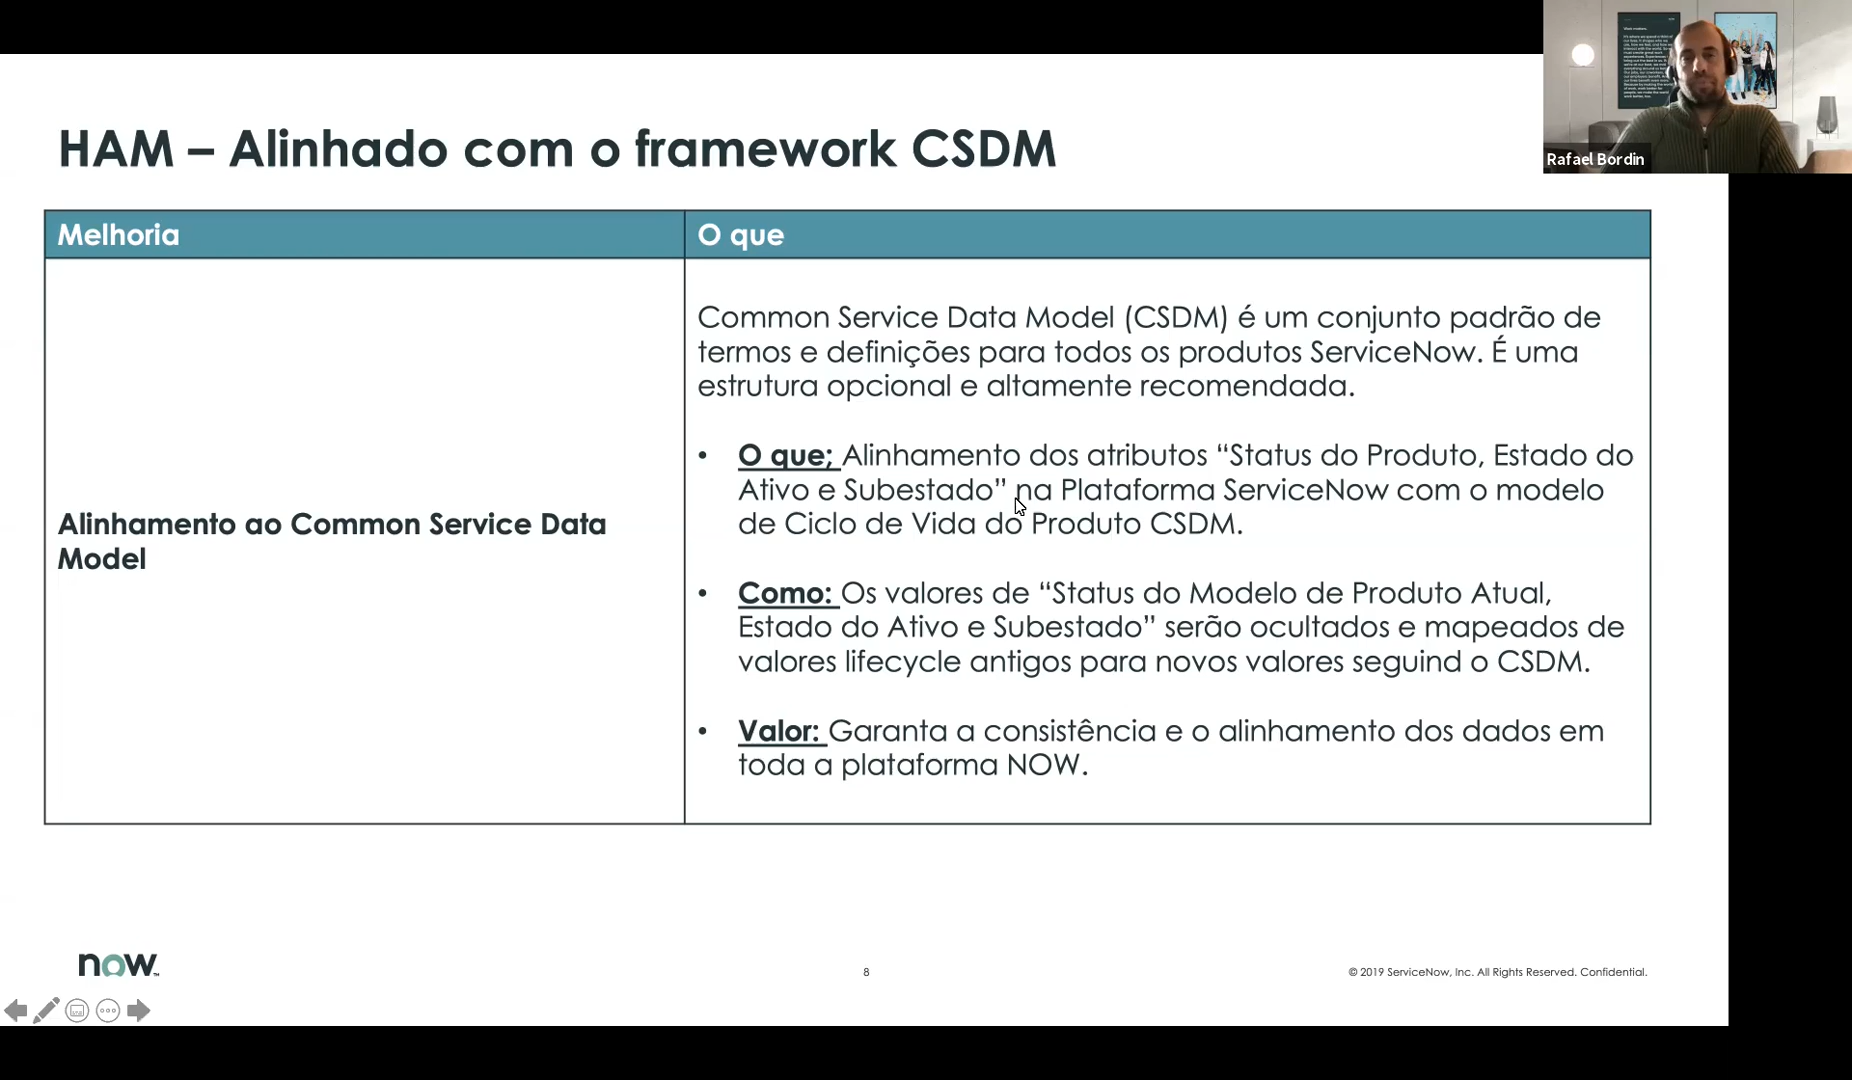 Rafael Bordin
HAM – Alinhado com o framework CSDM
Melhoria
O que
Alinhamento ao Common Service Data
Model
Common Service Data Model (CSDM) é um conjunto padrão de
termos e definições para todos os produtos ServiceNow. É uma
estrutura opcional e altamente recomendada.
• O que; Alinhamento dos atributos “Status do Produto, Estado do
Ativo e Subestado” na Plataforma ServiceNow com o modelo
de Ciclo de Vida do Produto CSDM.
• Como: Os valores de “Status do Modelo de Produto Atual,
Estado do Ativo e Subestado” serão ocultados e mapeados de
valores lifecycle antigos para novos valores seguind o CSDM.
• Valor: Garanta a consistência e o alinhamento dos dados em
toda a plataforma NOW.
now
8
© 2019 ServiceNow, Inc. All Rights Reserved. Confidential.